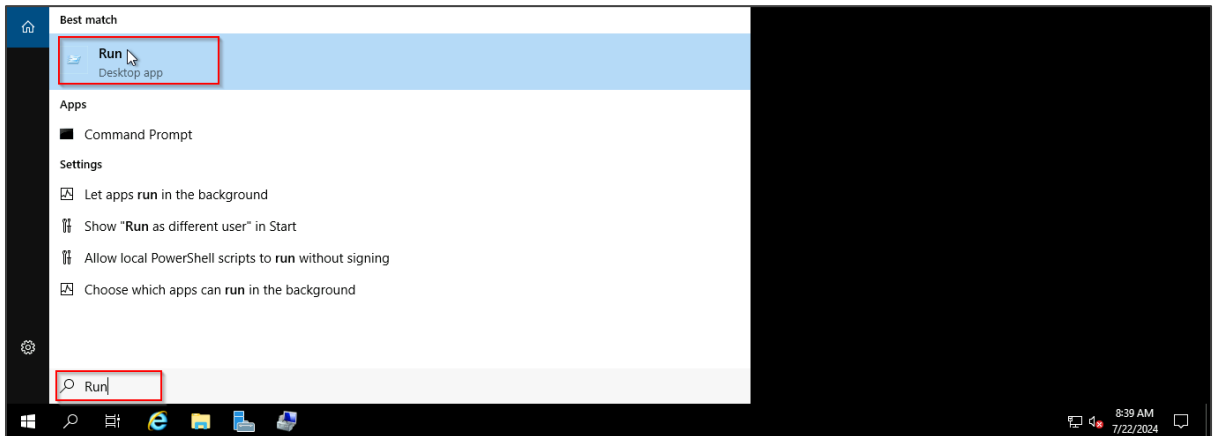 Best match
Run
Desktop app
Apps
Command Prompt
Settings
Let apps run in the background
Show "Run as different user" in Start
Allow local PowerShell scripts to run without signing
Choose which apps can run in the background
Run
8:39 AM
7/22/2024